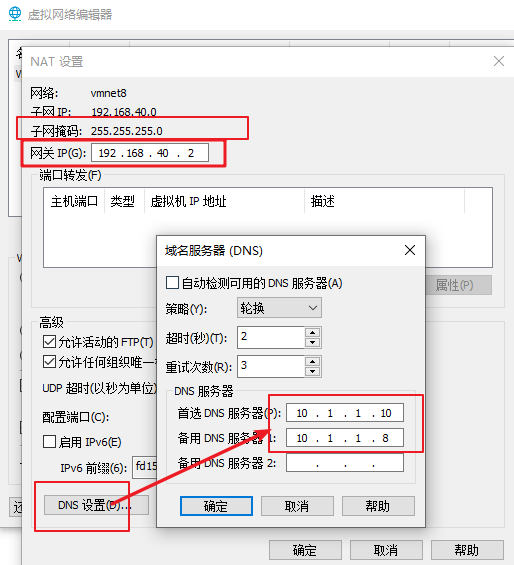 虚拟网络编辑器
NAT 设置
网络: vmnet8
子网 IP: 192.168.40.0
子网掩码: 255.255.255.0
网关 IP(G): 192 . 168 . 40 . 2
端口转发(F)
主机端口 类型 虚拟机 IP 地址 描述
域名服务器 (DNS)
自动检测可用的 DNS 服务器(A)
策略(Y): 轮换
超时(秒)(T): 2
重试次数(R): 3
DNS 服务器
首选 DNS 服务器(P): 10 . 1 . 1 . 10
备用 DNS 服务器 1: 10 . 1 . 1 . 8
备用 DNS 服务器 2: . . .
确定 取消 帮助
属性(P)
高级
允许活动的 FTP(T)
允许任何组织唯一
UDP 超时(以秒为单位)
配置端口(C):
启用 IPv6(E)
IPv6 前缀(6): fd15
DNS 设置(D)...
还
确定 取消 帮助